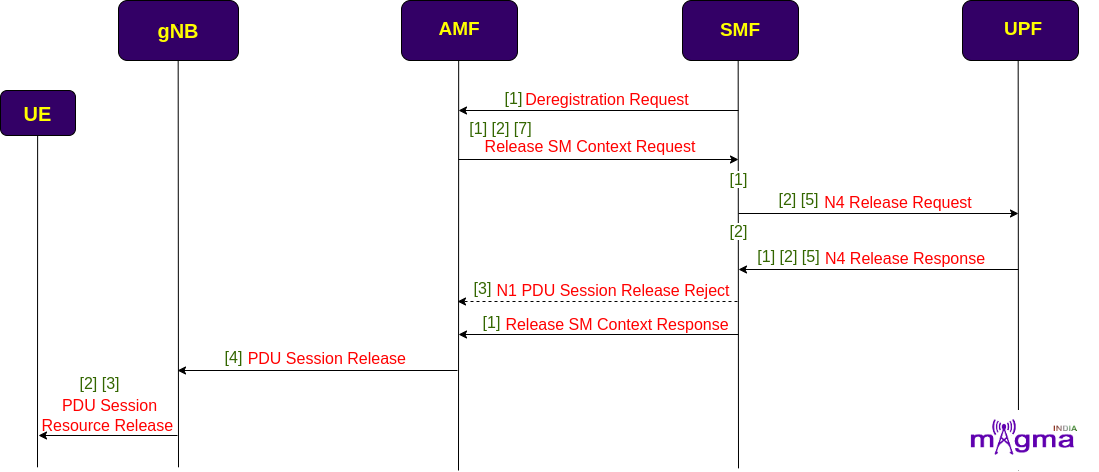 gNB
AMF
SMF
UPF
UE
[1] Deregistration Request
[1] [2] [7]
Release SM Context Request
[1]
[2] [5] N4 Release Request
[2]
[1] [2] [5] N4 Release Response
[3] N1 PDU Session Release Reject
[1] Release SM Context Response
[4] PDU Session Release
[2] [3]
PDU Session
Resource Release
INDIA
magma